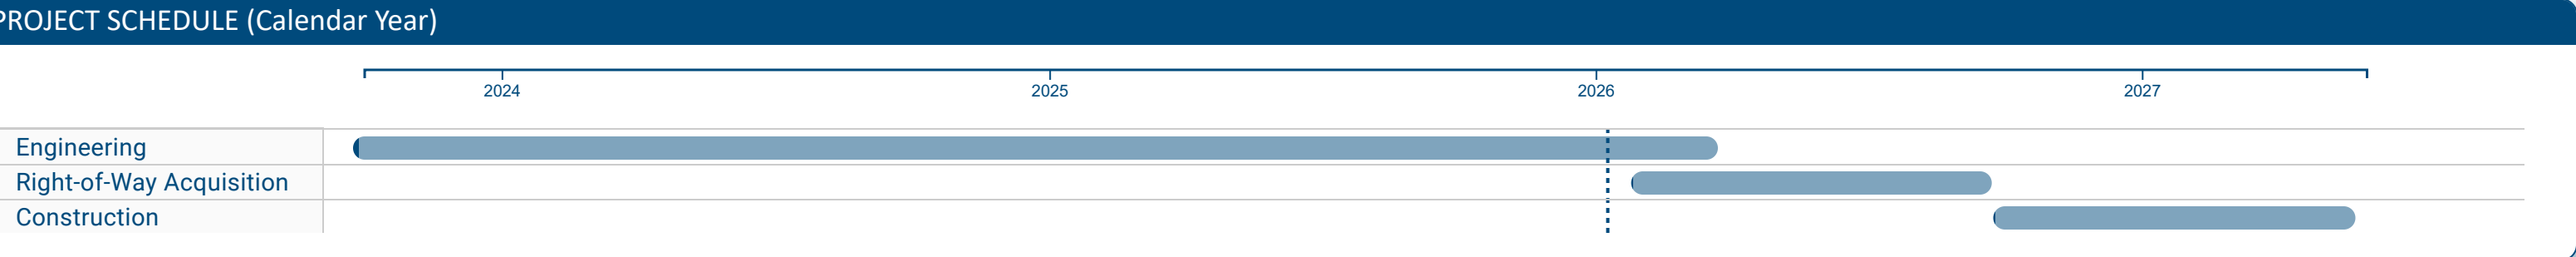 PROJECT SCHEDULE (Calendar Year)
2024 2025 2026 2027
Engineering
Right-of-Way Acquisition
Construction